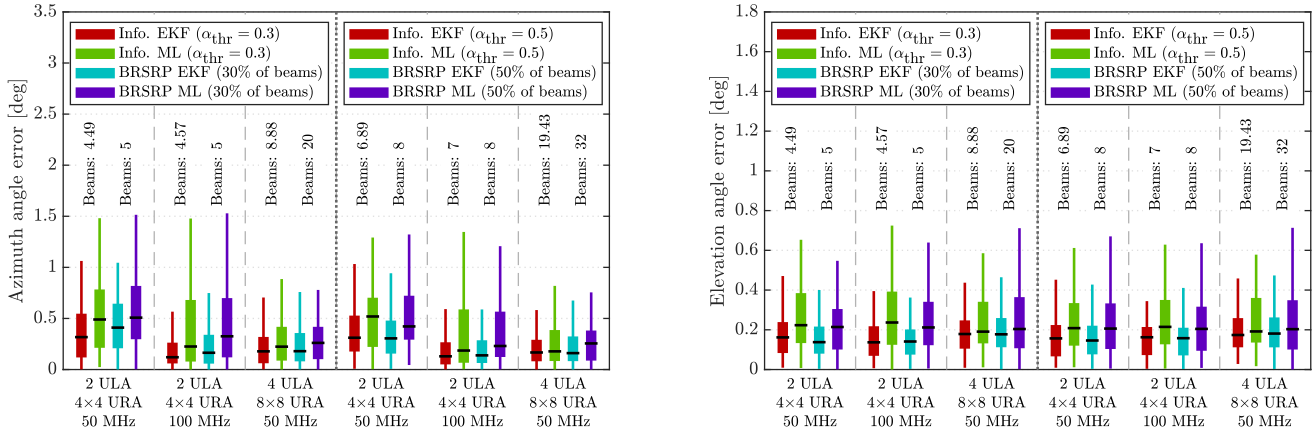 Azimuth angle error [deg]
3.5
3
2.5
2
1.5
1
0.5
0
Info. EKF (α_thr = 0.3)
Info. ML (α_thr = 0.3)
BRSRP EKF (30% of beams)
BRSRP ML (30% of beams)
Info. EKF (α_thr = 0.5)
Info. ML (α_thr = 0.5)
BRSRP EKF (50% of beams)
BRSRP ML (50% of beams)
Beams: 4.49
Beams: 5
Beams: 4.57
Beams: 5
Beams: 8.88
Beams: 20
Beams: 6.89
Beams: 8
Beams: 7
Beams: 8
Beams: 19.43
Beams: 32
2 ULA
4×4 URA
50 MHz
2 ULA
4×4 URA
100 MHz
4 ULA
8×8 URA
50 MHz
2 ULA
4×4 URA
50 MHz
2 ULA
4×4 URA
100 MHz
4 ULA
8×8 URA
50 MHz
Elevation angle error [deg]
1.8
1.6
1.4
1.2
1
0.8
0.6
0.4
0.2
0
Info. EKF (α_thr = 0.3)
Info. ML (α_thr = 0.3)
BRSRP EKF (30% of beams)
BRSRP ML (30% of beams)
Info. EKF (α_thr = 0.5)
Info. ML (α_thr = 0.5)
BRSRP EKF (50% of beams)
BRSRP ML (50% of beams)
Beams: 4.49
Beams: 5
Beams: 4.57
Beams: 5
Beams: 8.88
Beams: 20
Beams: 6.89
Beams: 8
Beams: 7
Beams: 8
Beams: 19.43
Beams: 32
2 ULA
4×4 URA
50 MHz
2 ULA
4×4 URA
100 MHz
4 ULA
8×8 URA
50 MHz
2 ULA
4×4 URA
50 MHz
2 ULA
4×4 URA
100 MHz
4 ULA
8×8 URA
50 MHz